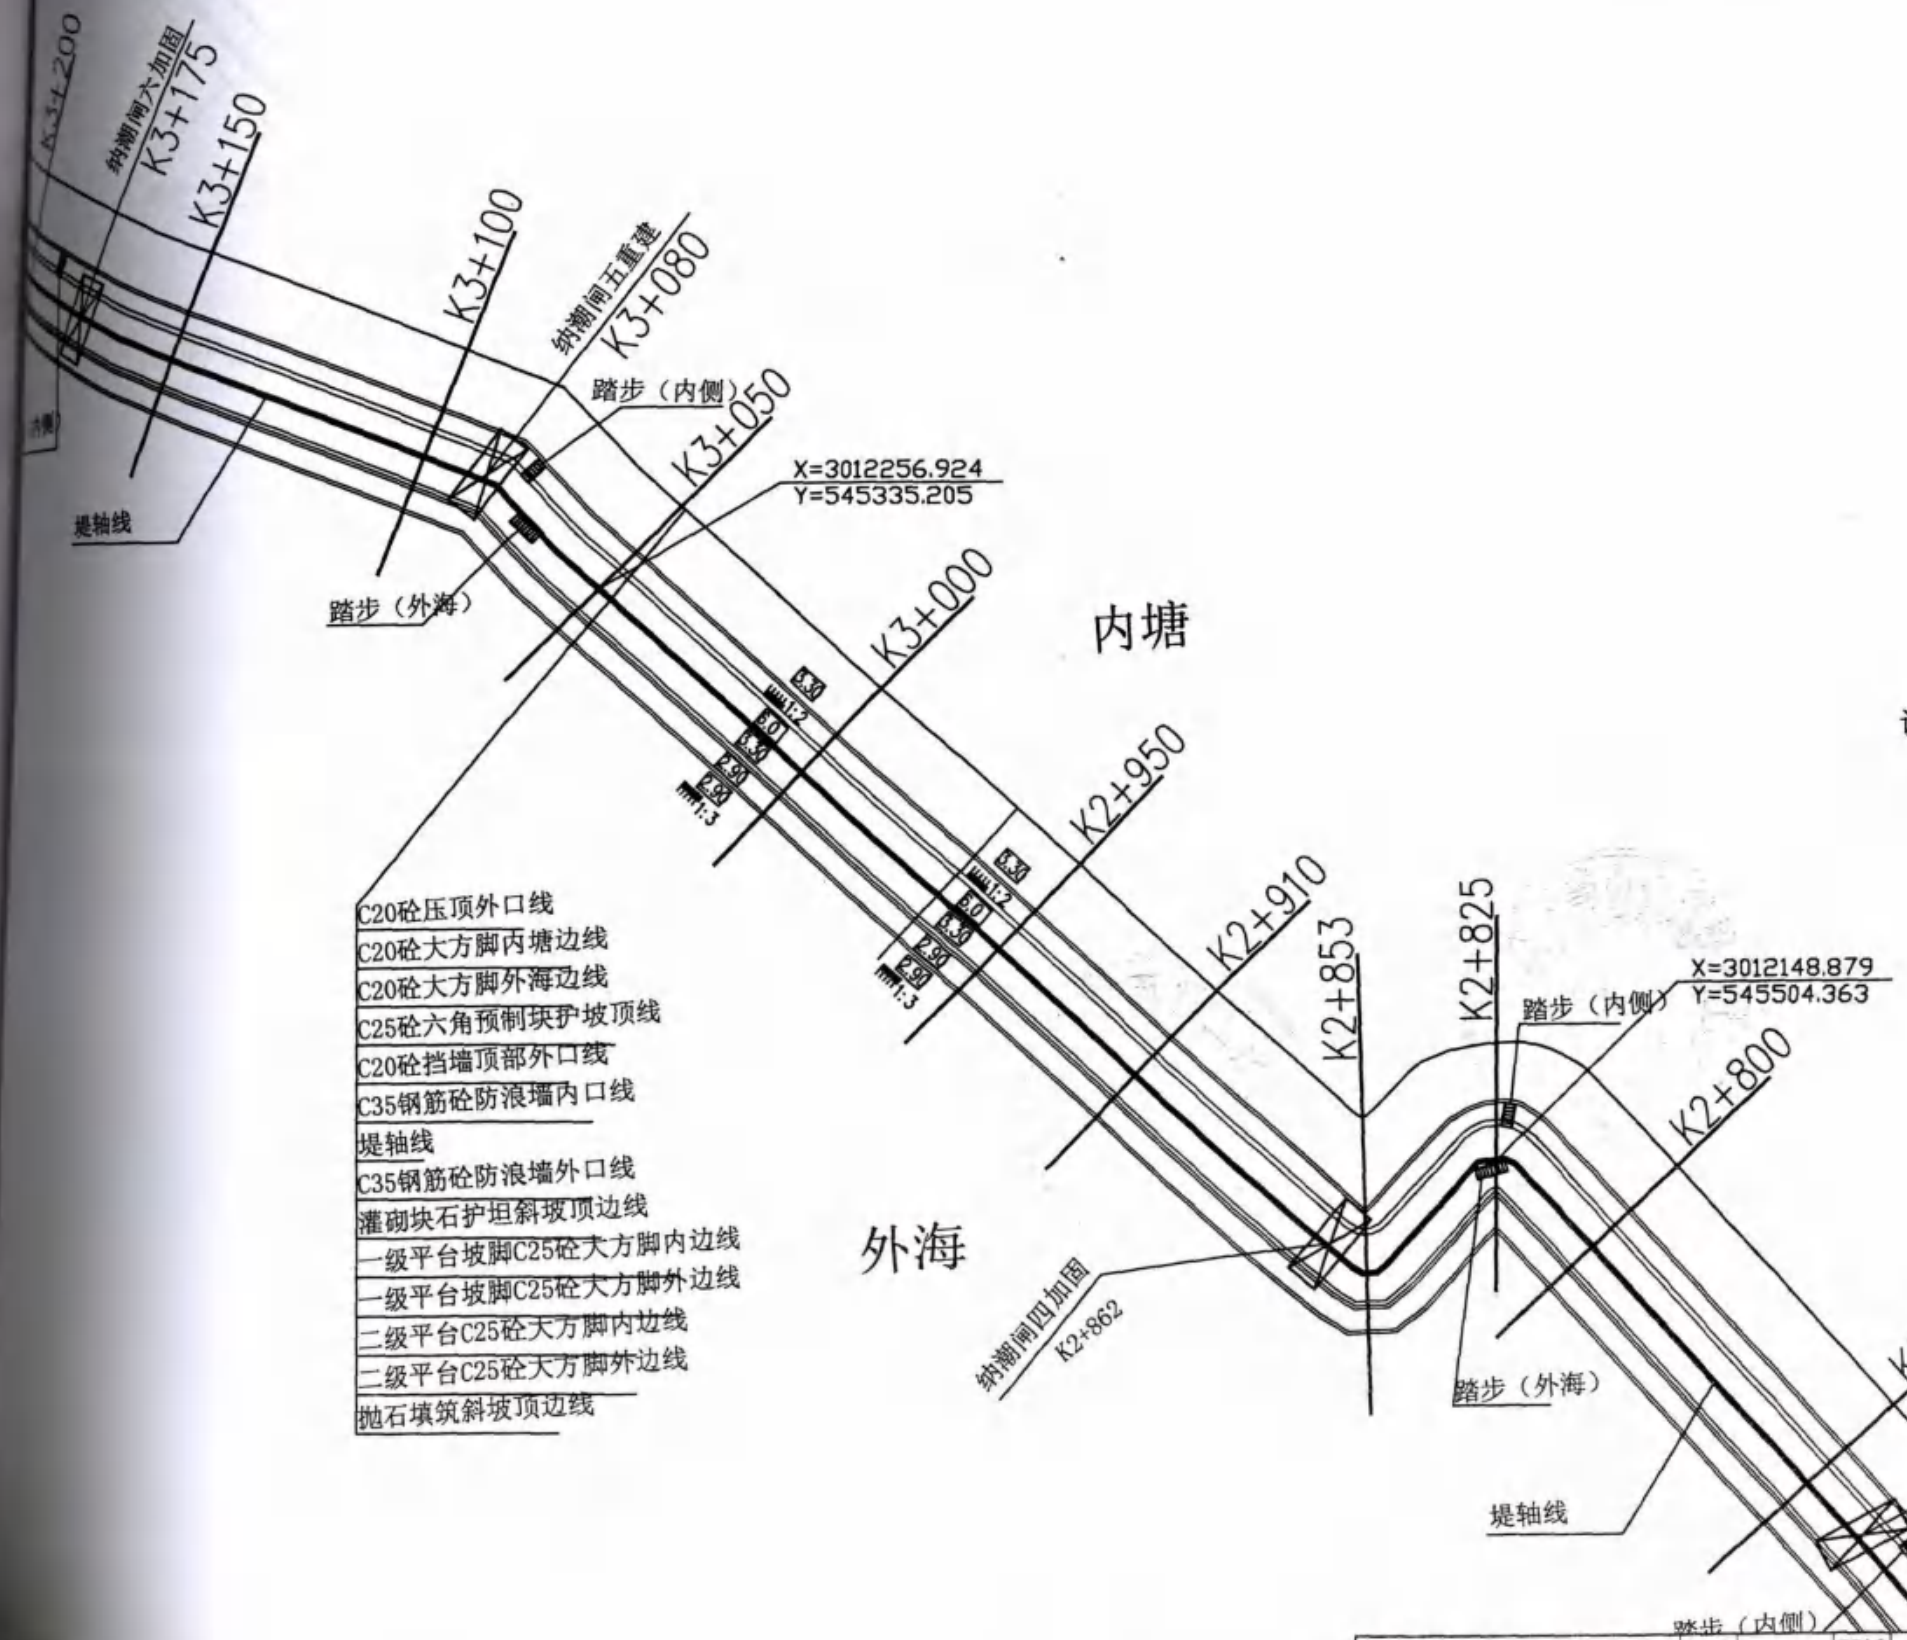 K3+200
纳潮闸六加固
K3+175
K3+150
K3+100
纳潮闸五重建
K3+080
踏步（内侧）
K3+050
X=3012256.924
Y=545335.205
内侧）
堤轴线
踏步（外海）
K3+000
内塘
3.30
1:2
6.01
3.30
2.90
2.90
1:3
K2+950
3.30
1:2
6.01
3.30
2.90
2.90
1:3
K2+910
K2+853
K2+825
X=3012148.879
Y=545504.363
踏步（内侧）
K2+800
C20砼压顶外口线
C20砼大方脚内塘边线
C20砼大方脚外海边线
C25砼六角预制块护坡顶线
C20砼挡墙顶部外口线
C35钢筋砼防浪墙内口线
堤轴线
C35钢筋砼防浪墙外口线
灌砌块石护坦斜坡顶边线
一级平台坡脚C25砼大方脚内边线
一级平台坡脚C25砼大方脚外边线
二级平台C25砼大方脚内边线
二级平台C25砼大方脚外边线
抛石填筑斜坡顶边线
外海
纳潮闸四加固
K2+862
踏步（外海）
堤轴线
K
踏步（内侧）